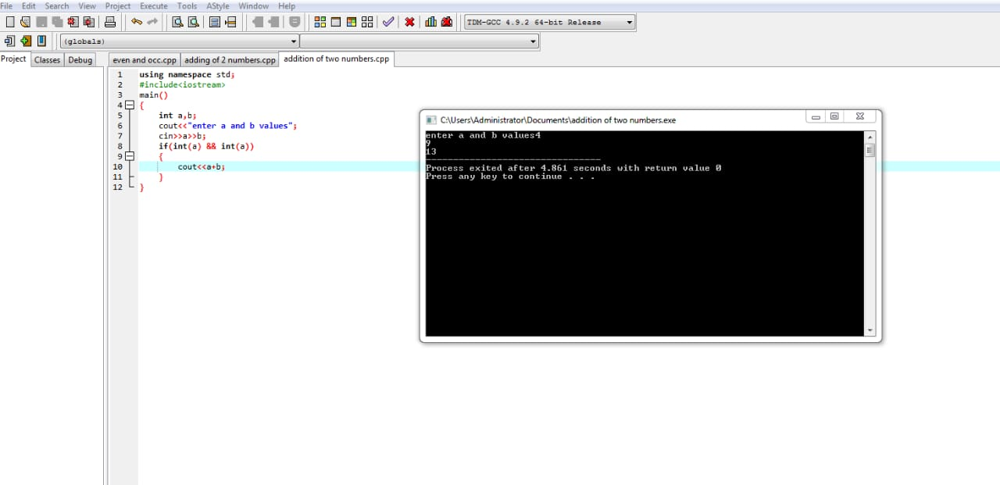 File Edit Search View Project Execute Tools AStyle Window Help
TDM-GCC 4.9.2 64-bit Release
(globals)
Project Classes Debug
even and occ.cpp adding of 2 numbers.cpp addition of two numbers.cpp
1 using namespace std;
2 #include<iostream>
3 main()
4 {
5 int a,b;
6 cout<<"enter a and b values";
7 cin>>a>>b;
8 if(int(a) && int(a))
9 {
10 cout<<a+b;
11 }
12 }
C:\Users\Administrator\Documents\addition of two numbers.exe
enter a and b values4
9
13
--------------------------------
Process exited after 4.861 seconds with return value 0
Press any key to continue . . .